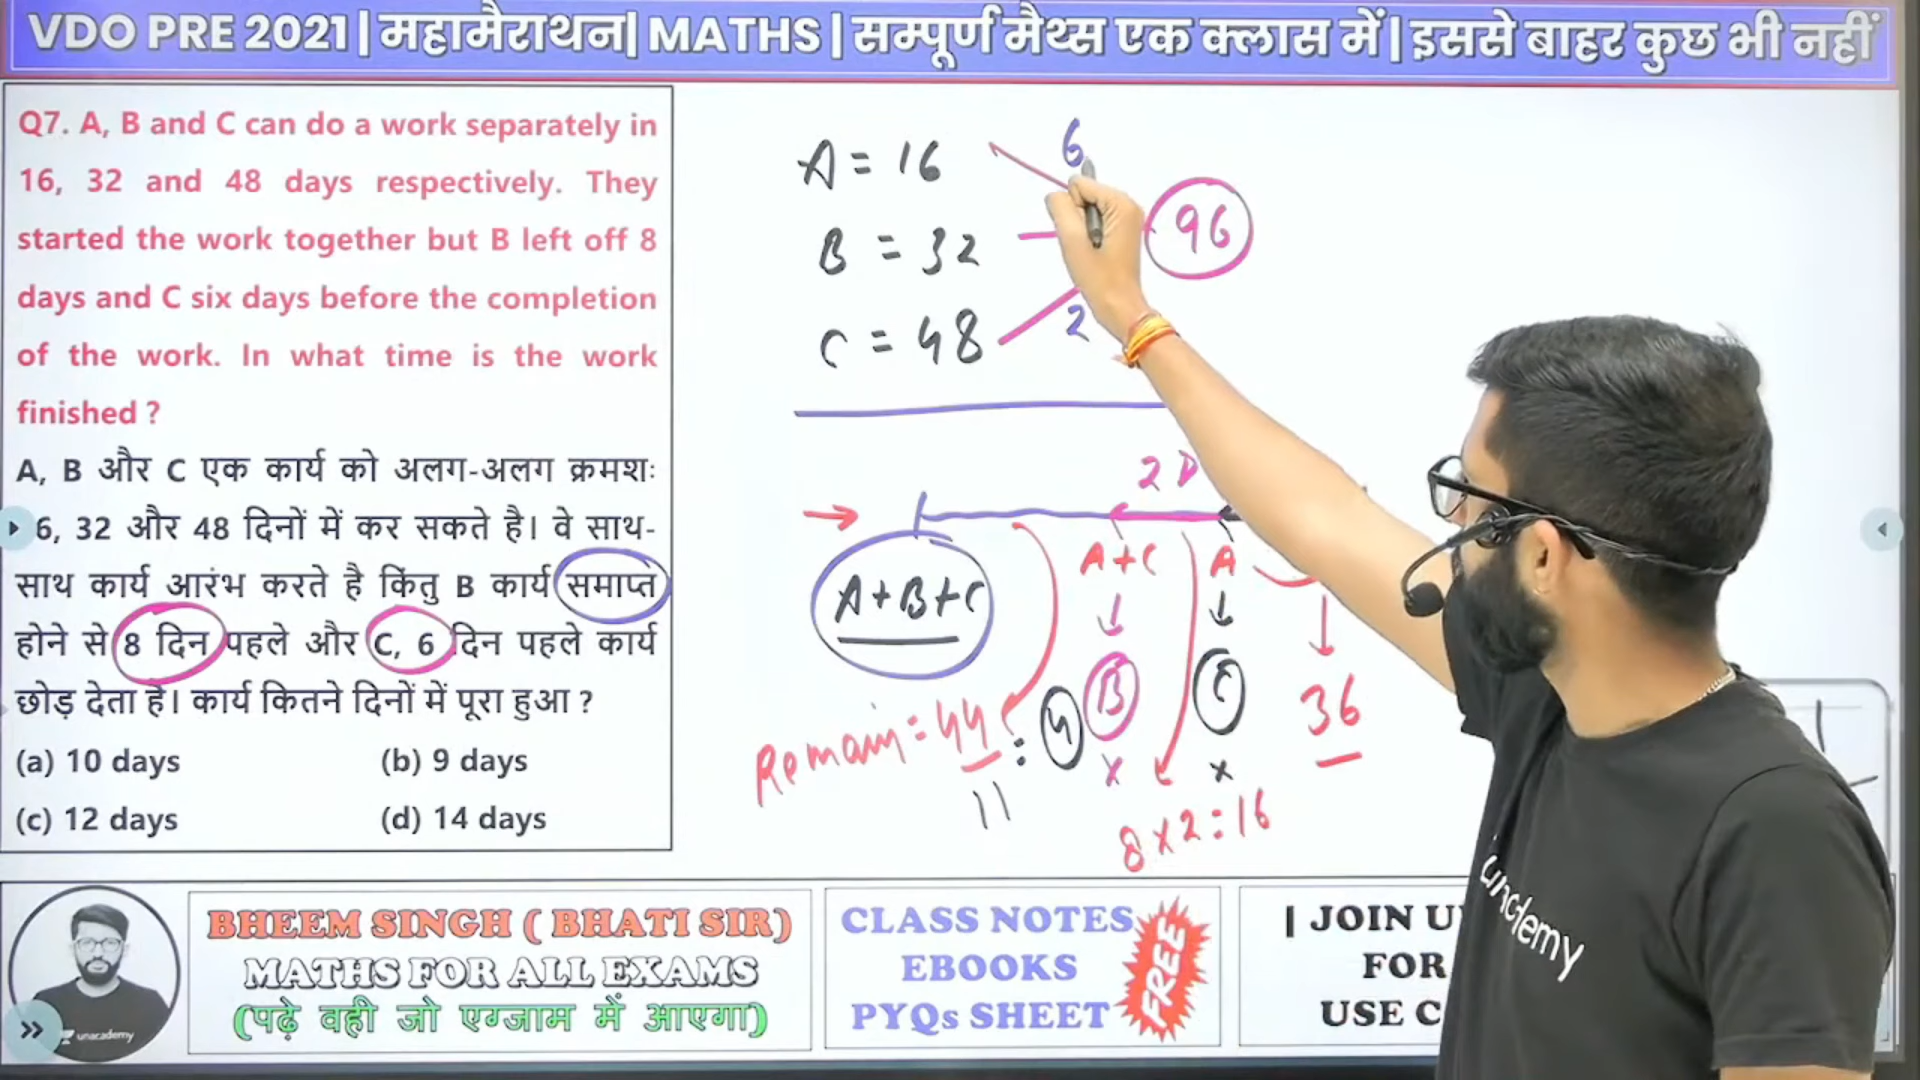 VDO PRE 2021 | महामैराथन| MATHS | सम्पूर्ण मैथ्स एक क्लास में | इससे बाहर कुछ भी नहीं
Q7. A, B and C can do a work separately in
16, 32 and 48 days respectively. They
started the work together but B left off 8
days and C six days before the completion
of the work. In what time is the work
finished ?
A, B और C एक कार्य को अलग-अलग क्रमशः
6, 32 और 48 दिनों में कर सकते है। वे साथ-
साथ कार्य आरंभ करते है किंतु B कार्य समाप्त
होने से 8 दिन पहले और C, 6 दिन पहले कार्य
छोड़ देता है। कार्य कितने दिनों में पूरा हुआ ?
(a) 10 days (b) 9 days
(c) 12 days (d) 14 days
A = 16 6
B = 32 96
C = 48 2
2 D
A+B+C A+C A
B C 36
Remain = 44 : 4
11 x x
8 x 2 = 16
BHEEM SINGH ( BHATI SIR)
MATHS FOR ALL EXAMS
(पढ़े वही जो एग्जाम में आएगा)
CLASS NOTES
EBOOKS
PYQs SHEET
FREE
| JOIN U
FOR
USE C
unacademy
unacademy